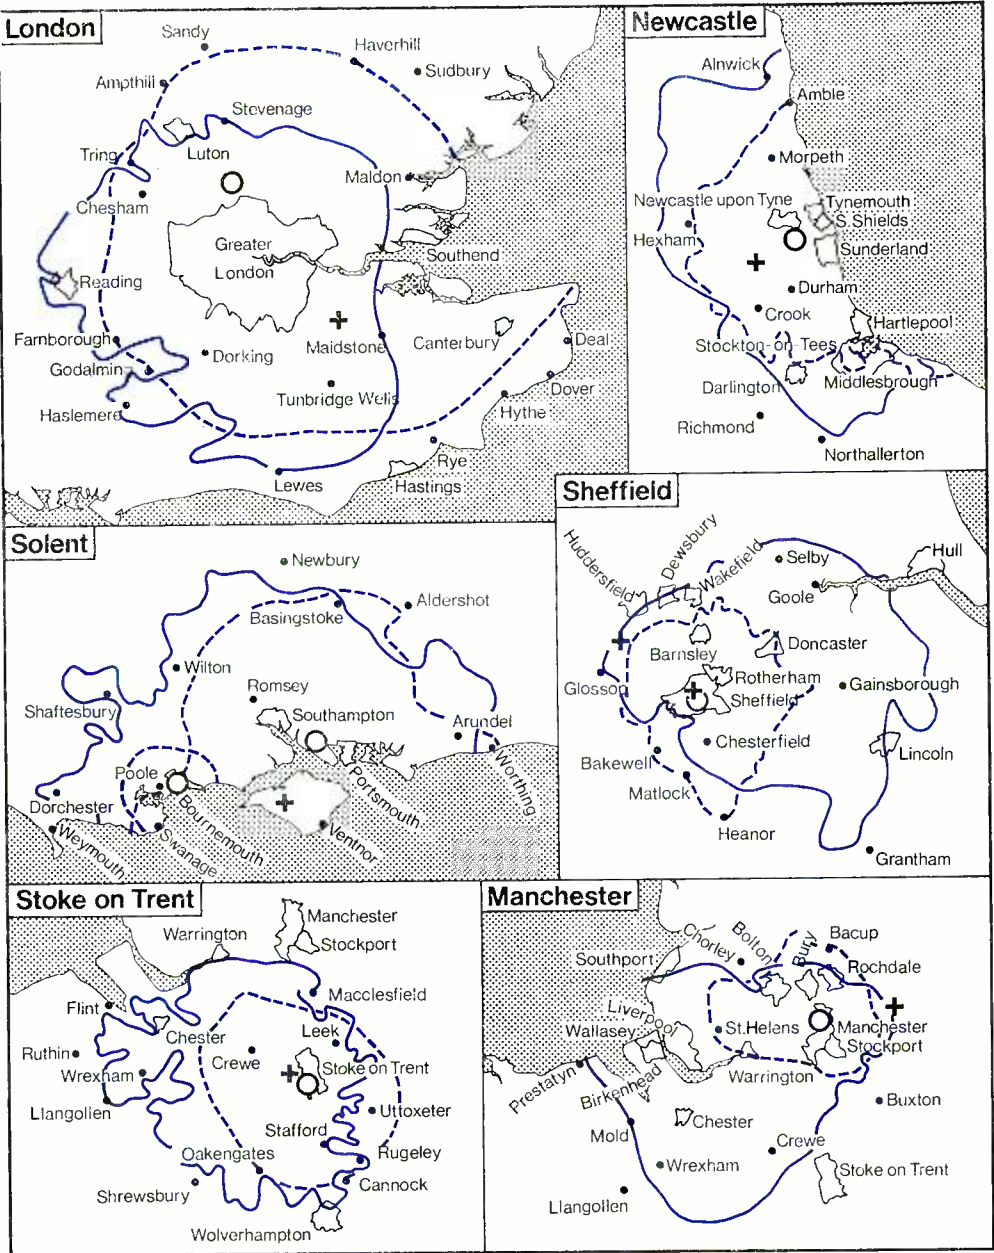 London
Sandy
Haverhill
Sudbury
Ampthill
Stevenage
Luton
Tring
Maldon
Chesham
Greater
London
Southend
Reading
Farnborough
Maidstone
Canterbury
Deal
Dorking
Godalming
Tunbridge Wells
Dover
Haslemere
Hythe
Rye
Lewes
Hastings
Newcastle
Alnwick
Amble
Morpeth
Newcastle upon Tyne
Tynemouth
S Shields
Hexham
Sunderland
Durham
Crook
Hartlepool
Stockton-on-Tees
Darlington
Middlesbrough
Richmond
Northallerton
Solent
Newbury
Basingstoke
Aldershot
Wilton
Romsey
Shaftesbury
Southampton
Arundel
Poole
Portsmouth
Worthing
Dorchester
Bournemouth
Weymouth
Swanage
Ventnor
Sheffield
Huddersfield
Dewsbury
Wakefield
Selby
Hull
Goole
Barnsley
Doncaster
Glossop
Rotherham
Sheffield
Gainsborough
Chesterfield
Lincoln
Bakewell
Matlock
Heanor
Grantham
Stoke on Trent
Manchester
Stockport
Warrington
Macclesfield
Flint
Chester
Leek
Ruthin
Crewe
Stoke on Trent
Wrexham
Llangollen
Uttoxeter
Stafford
Oakengates
Rugeley
Shrewsbury
Cannock
Wolverhampton
Manchester
Chorley
Bolton
Bury
Bacup
Southport
Rochdale
Liverpool
Wallasey
St.Helens
Manchester
Stockport
Prestatyn
Birkenhead
Warrington
Chester
Buxton
Mold
Crewe
Wrexham
Stoke on Trent
Llangollen